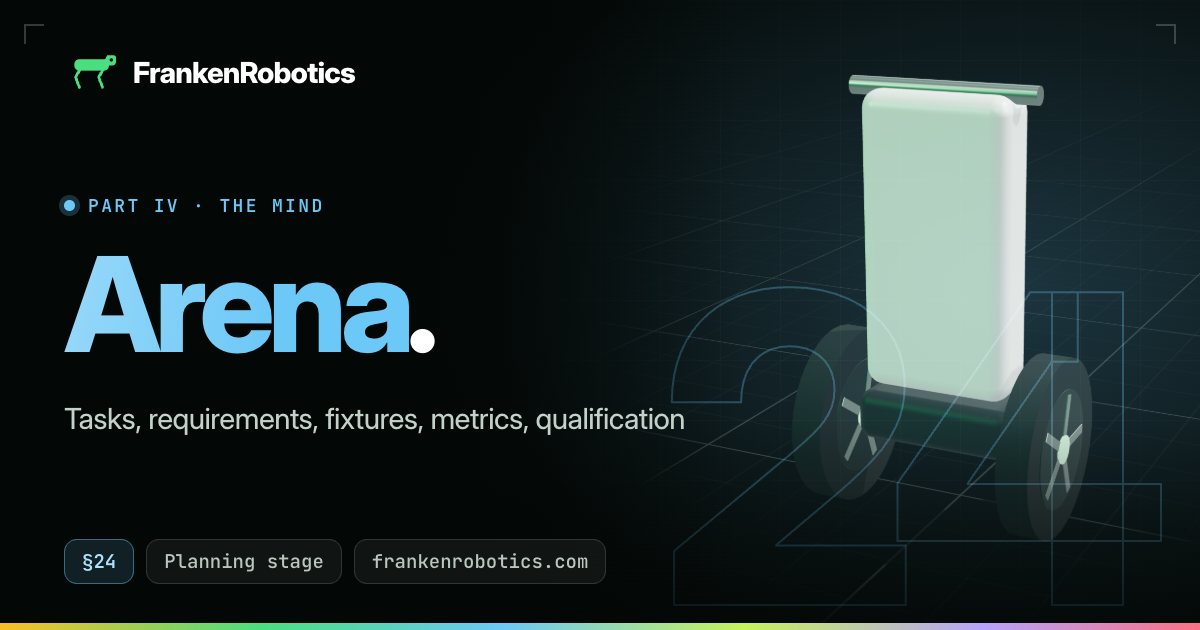 FrankenRobotics
PART IV · THE MIND
Arena.
Tasks, requirements, fixtures, metrics, qualification
24
§24
Planning stage
frankenrobotics.com